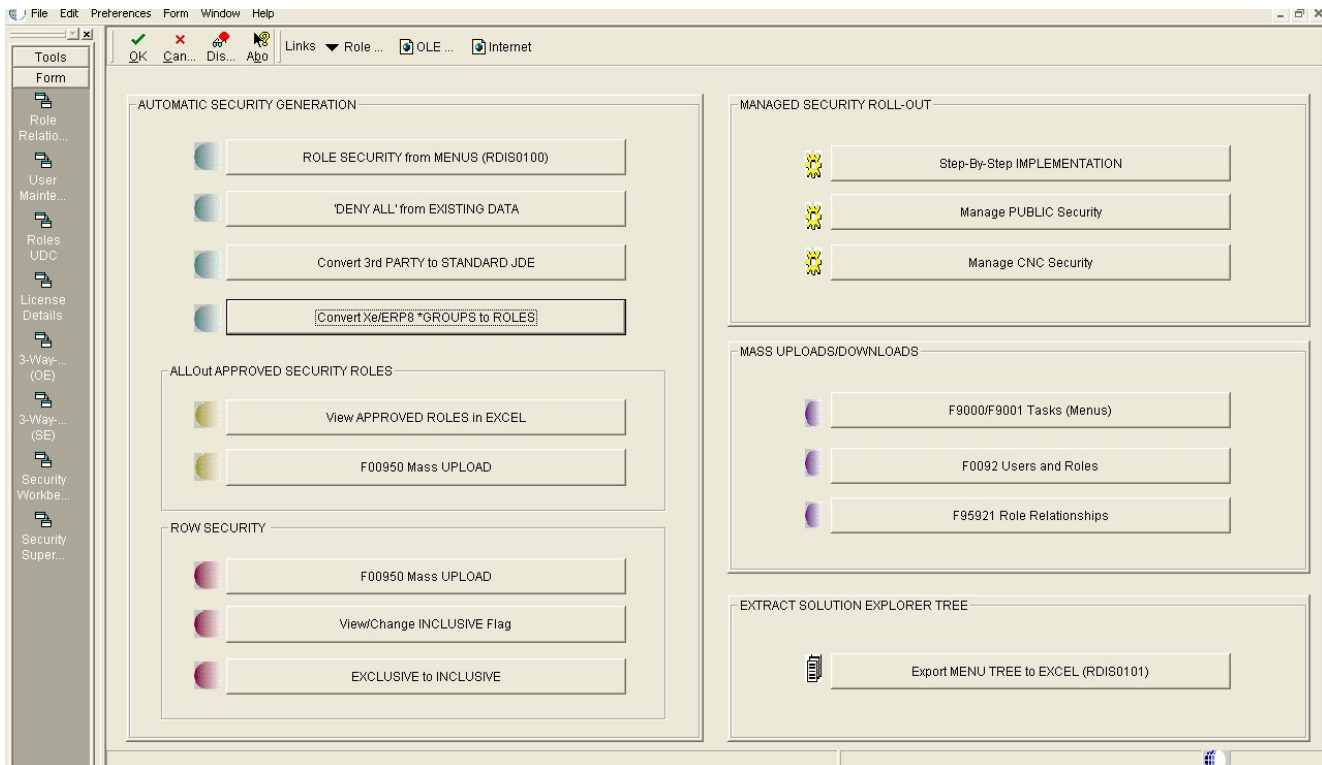 File Edit Preferences Form Window Help
Tools
Form
Role
Relatio...
User
Mainte...
Roles
UDC
License
Details
3-Way-...
(OE)
3-Way-...
(SE)
Security
Workbe...
Security
Super...
OK Can... Dis... Abo Links Role ... OLE ... Internet
AUTOMATIC SECURITY GENERATION
ROLE SECURITY from MENUS (RDIS0100)
'DENY ALL' from EXISTING DATA
Convert 3rd PARTY to STANDARD JDE
Convert Xe/ERP8 *GROUPS to ROLES
ALLOut APPROVED SECURITY ROLES
View APPROVED ROLES in EXCEL
F00950 Mass UPLOAD
ROW SECURITY
F00950 Mass UPLOAD
View/Change INCLUSIVE Flag
EXCLUSIVE to INCLUSIVE
MANAGED SECURITY ROLL-OUT
Step-By-Step IMPLEMENTATION
Manage PUBLIC Security
Manage CNC Security
MASS UPLOADS/DOWNLOADS
F9000/F9001 Tasks (Menus)
F0092 Users and Roles
F95921 Role Relationships
EXTRACT SOLUTION EXPLORER TREE
Export MENU TREE to EXCEL (RDIS0101)